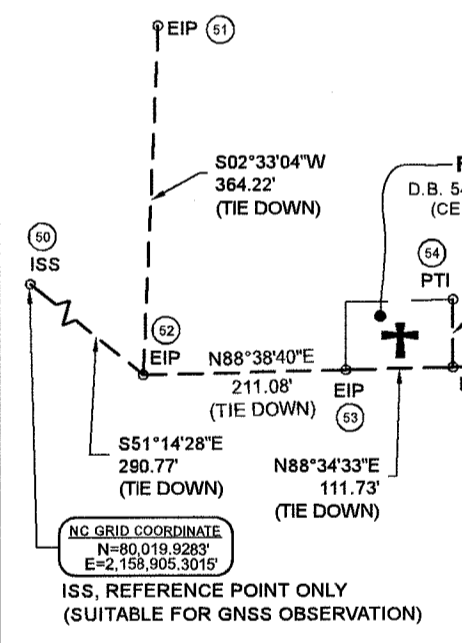 EIP 51
S02°33'04"W
364.22'
(TIE DOWN)
D.B. 54
(CE
50
ISS
54
PTI
52
EIP
N88°38'40"E
211.08'
(TIE DOWN)
EIP
53
S51°14'28"E
290.77'
(TIE DOWN)
N88°34'33"E
111.73'
(TIE DOWN)
NC GRID COORDINATE
N=80,019.9283'
E=2,158,905.3015'
ISS, REFERENCE POINT ONLY
(SUITABLE FOR GNSS OBSERVATION)